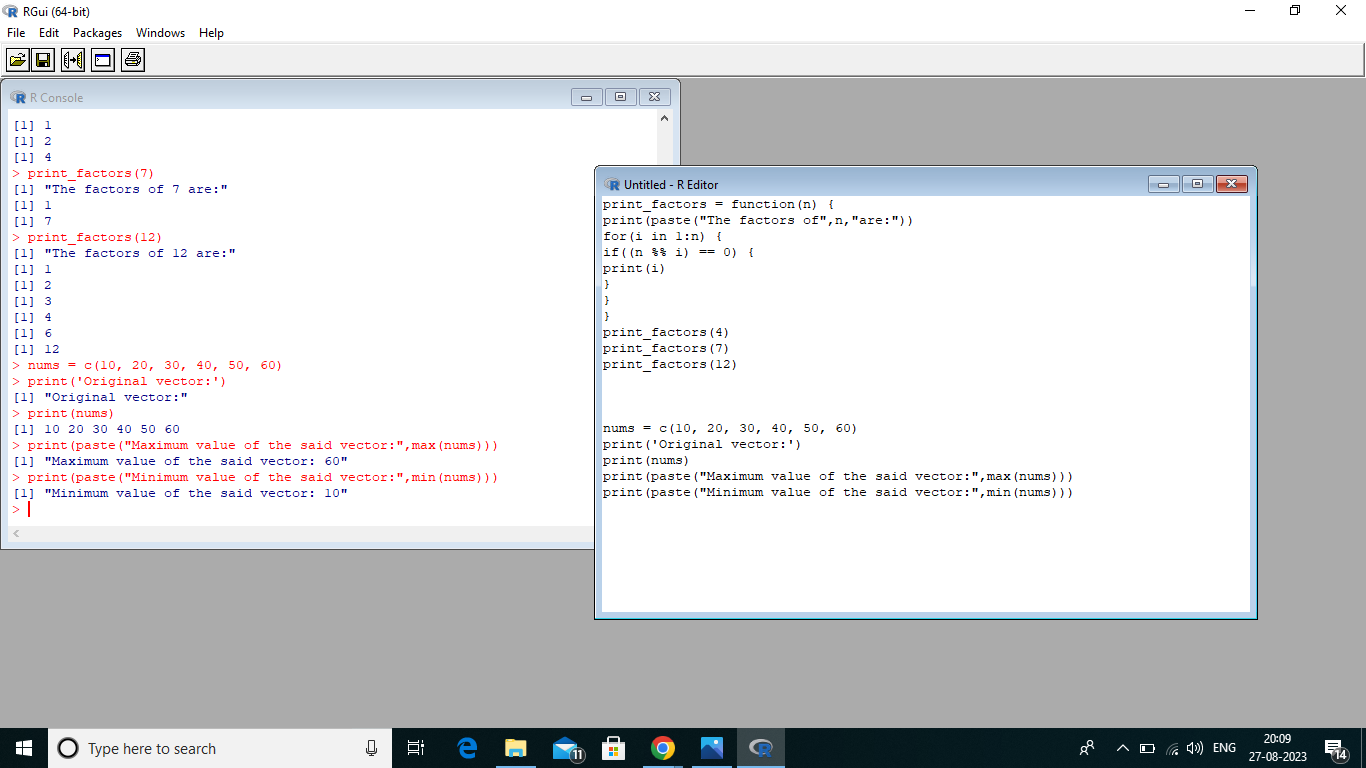 RGui (64-bit)
File Edit Packages Windows Help
R Console
[1] 1
[1] 2
[1] 4
> print_factors(7)
[1] "The factors of 7 are:"
[1] 1
[1] 7
> print_factors(12)
[1] "The factors of 12 are:"
[1] 1
[1] 2
[1] 3
[1] 4
[1] 6
[1] 12
> nums = c(10, 20, 30, 40, 50, 60)
> print('Original vector:')
[1] "Original vector:"
> print(nums)
[1] 10 20 30 40 50 60
> print(paste("Maximum value of the said vector:",max(nums)))
[1] "Maximum value of the said vector: 60"
> print(paste("Minimum value of the said vector:",min(nums)))
[1] "Minimum value of the said vector: 10"
>
Untitled - R Editor
print_factors = function(n) {
print(paste("The factors of",n,"are:"))
for(i in 1:n) {
if((n %% i) == 0) {
print(i)
}
}
}
print_factors(4)
print_factors(7)
print_factors(12)
nums = c(10, 20, 30, 40, 50, 60)
print('Original vector:')
print(nums)
print(paste("Maximum value of the said vector:",max(nums)))
print(paste("Minimum value of the said vector:",min(nums)))
Type here to search
11
ENG
20:09
27-08-2023
14